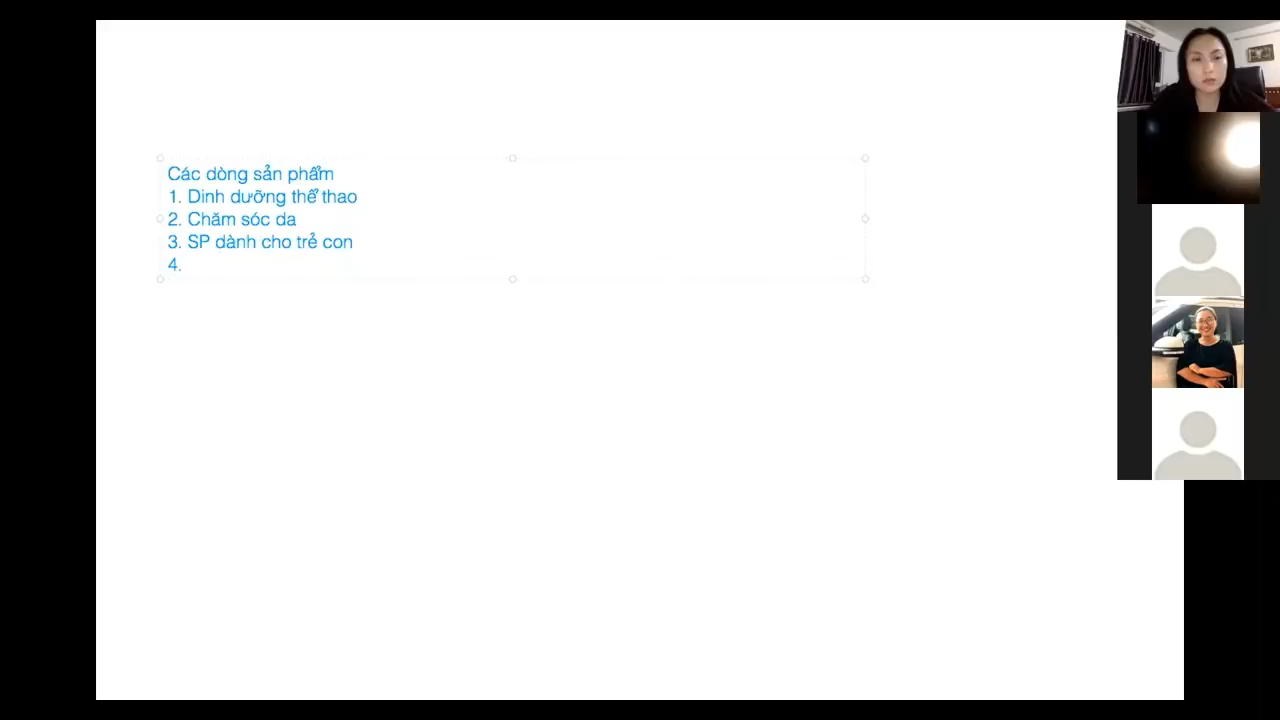 Các dòng sản phẩm
1. Dinh dưỡng thể thao
2. Chăm sóc da
3. SP dành cho trẻ con
4.